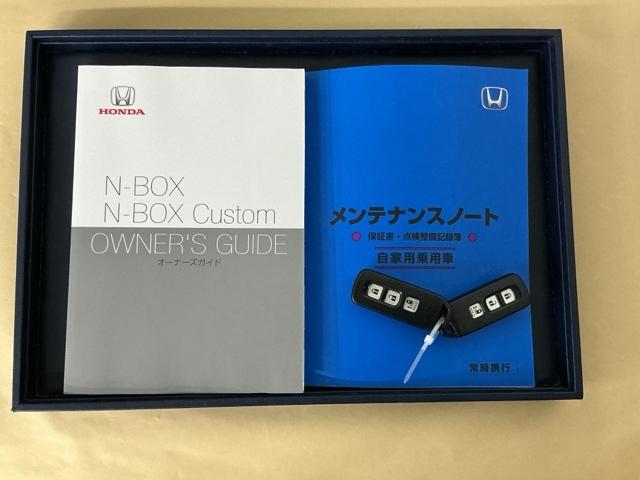 HONDA
N-BOX
N-BOX Custom
OWNER'S GUIDE
オーナーズガイド
メンテナンスノート
保証書・点検整備記録簿
自家用乗用車
常時携行